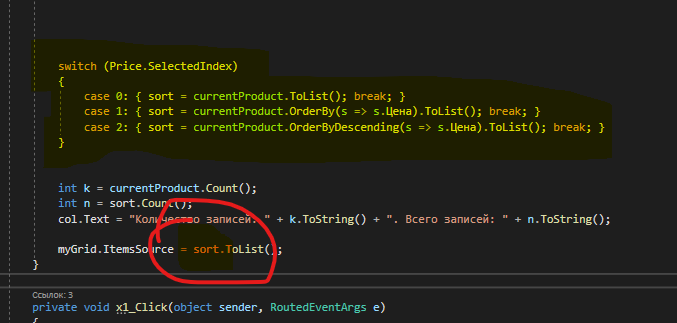 switch (Price.SelectedIndex)
{
case 0: { sort = currentProduct.ToList(); break; }
case 1: { sort = currentProduct.OrderBy(s => s.Цена).ToList(); break; }
case 2: { sort = currentProduct.OrderByDescending(s => s.Цена).ToList(); break; }
}
int k = currentProduct.Count();
int n = sort.Count();
col.Text = "Количество записей: " + k.ToString() + ". Всего записей: " + n.ToString();
myGrid.ItemsSource = sort.ToList();
}
Ссылок: 3
private void x1_Click(object sender, RoutedEventArgs e)
{